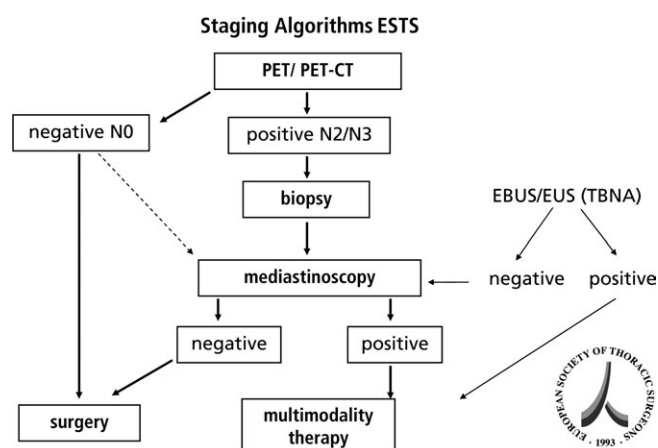 Staging Algorithms ESTS
PET/ PET-CT
negative N0
positive N2/N3
biopsy
EBUS/EUS (TBNA)
mediastinoscopy
negative
positive
negative
positive
surgery
multimodality
therapy
EUROPEAN SOCIETY OF THORACIC SURGEONS
· 1993 ·